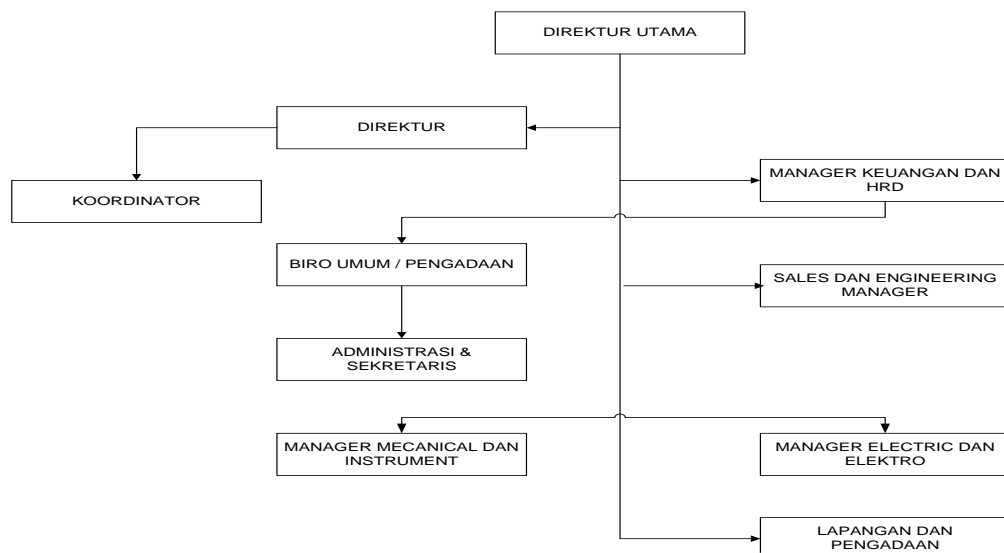 DIREKTUR UTAMA
DIREKTUR
MANAGER KEUANGAN DAN
HRD
KOORDINATOR
BIRO UMUM / PENGADAAN
SALES DAN ENGINEERING
MANAGER
ADMINISTRASI &
SEKRETARIS
MANAGER MECANICAL DAN
INSTRUMENT
MANAGER ELECTRIC DAN
ELEKTRO
LAPANGAN DAN
PENGADAAN